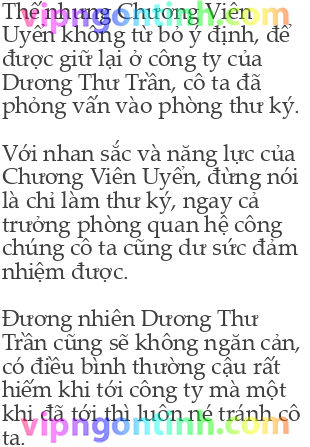 Thế nhưng Chương Viên
Uyển không từ bỏ ý định, để
được giữ lại ở công ty của
Dương Thư Trần, cô ta đã
phỏng vấn vào phòng thư ký.
Với nhan sắc và năng lực của
Chương Viên Uyển, đừng nói
là chỉ làm thư ký, ngay cả
trưởng phòng quan hệ công
chúng cô ta cũng dư sức đảm
nhiệm được.
Đương nhiên Dương Thư
Trần cũng sẽ không ngăn cản,
có điều bình thường cậu rất
hiếm khi tới công ty mà một
khi đã tới thì luôn né tránh cô
ta.
vipngontinh.com
vipngontinh.com